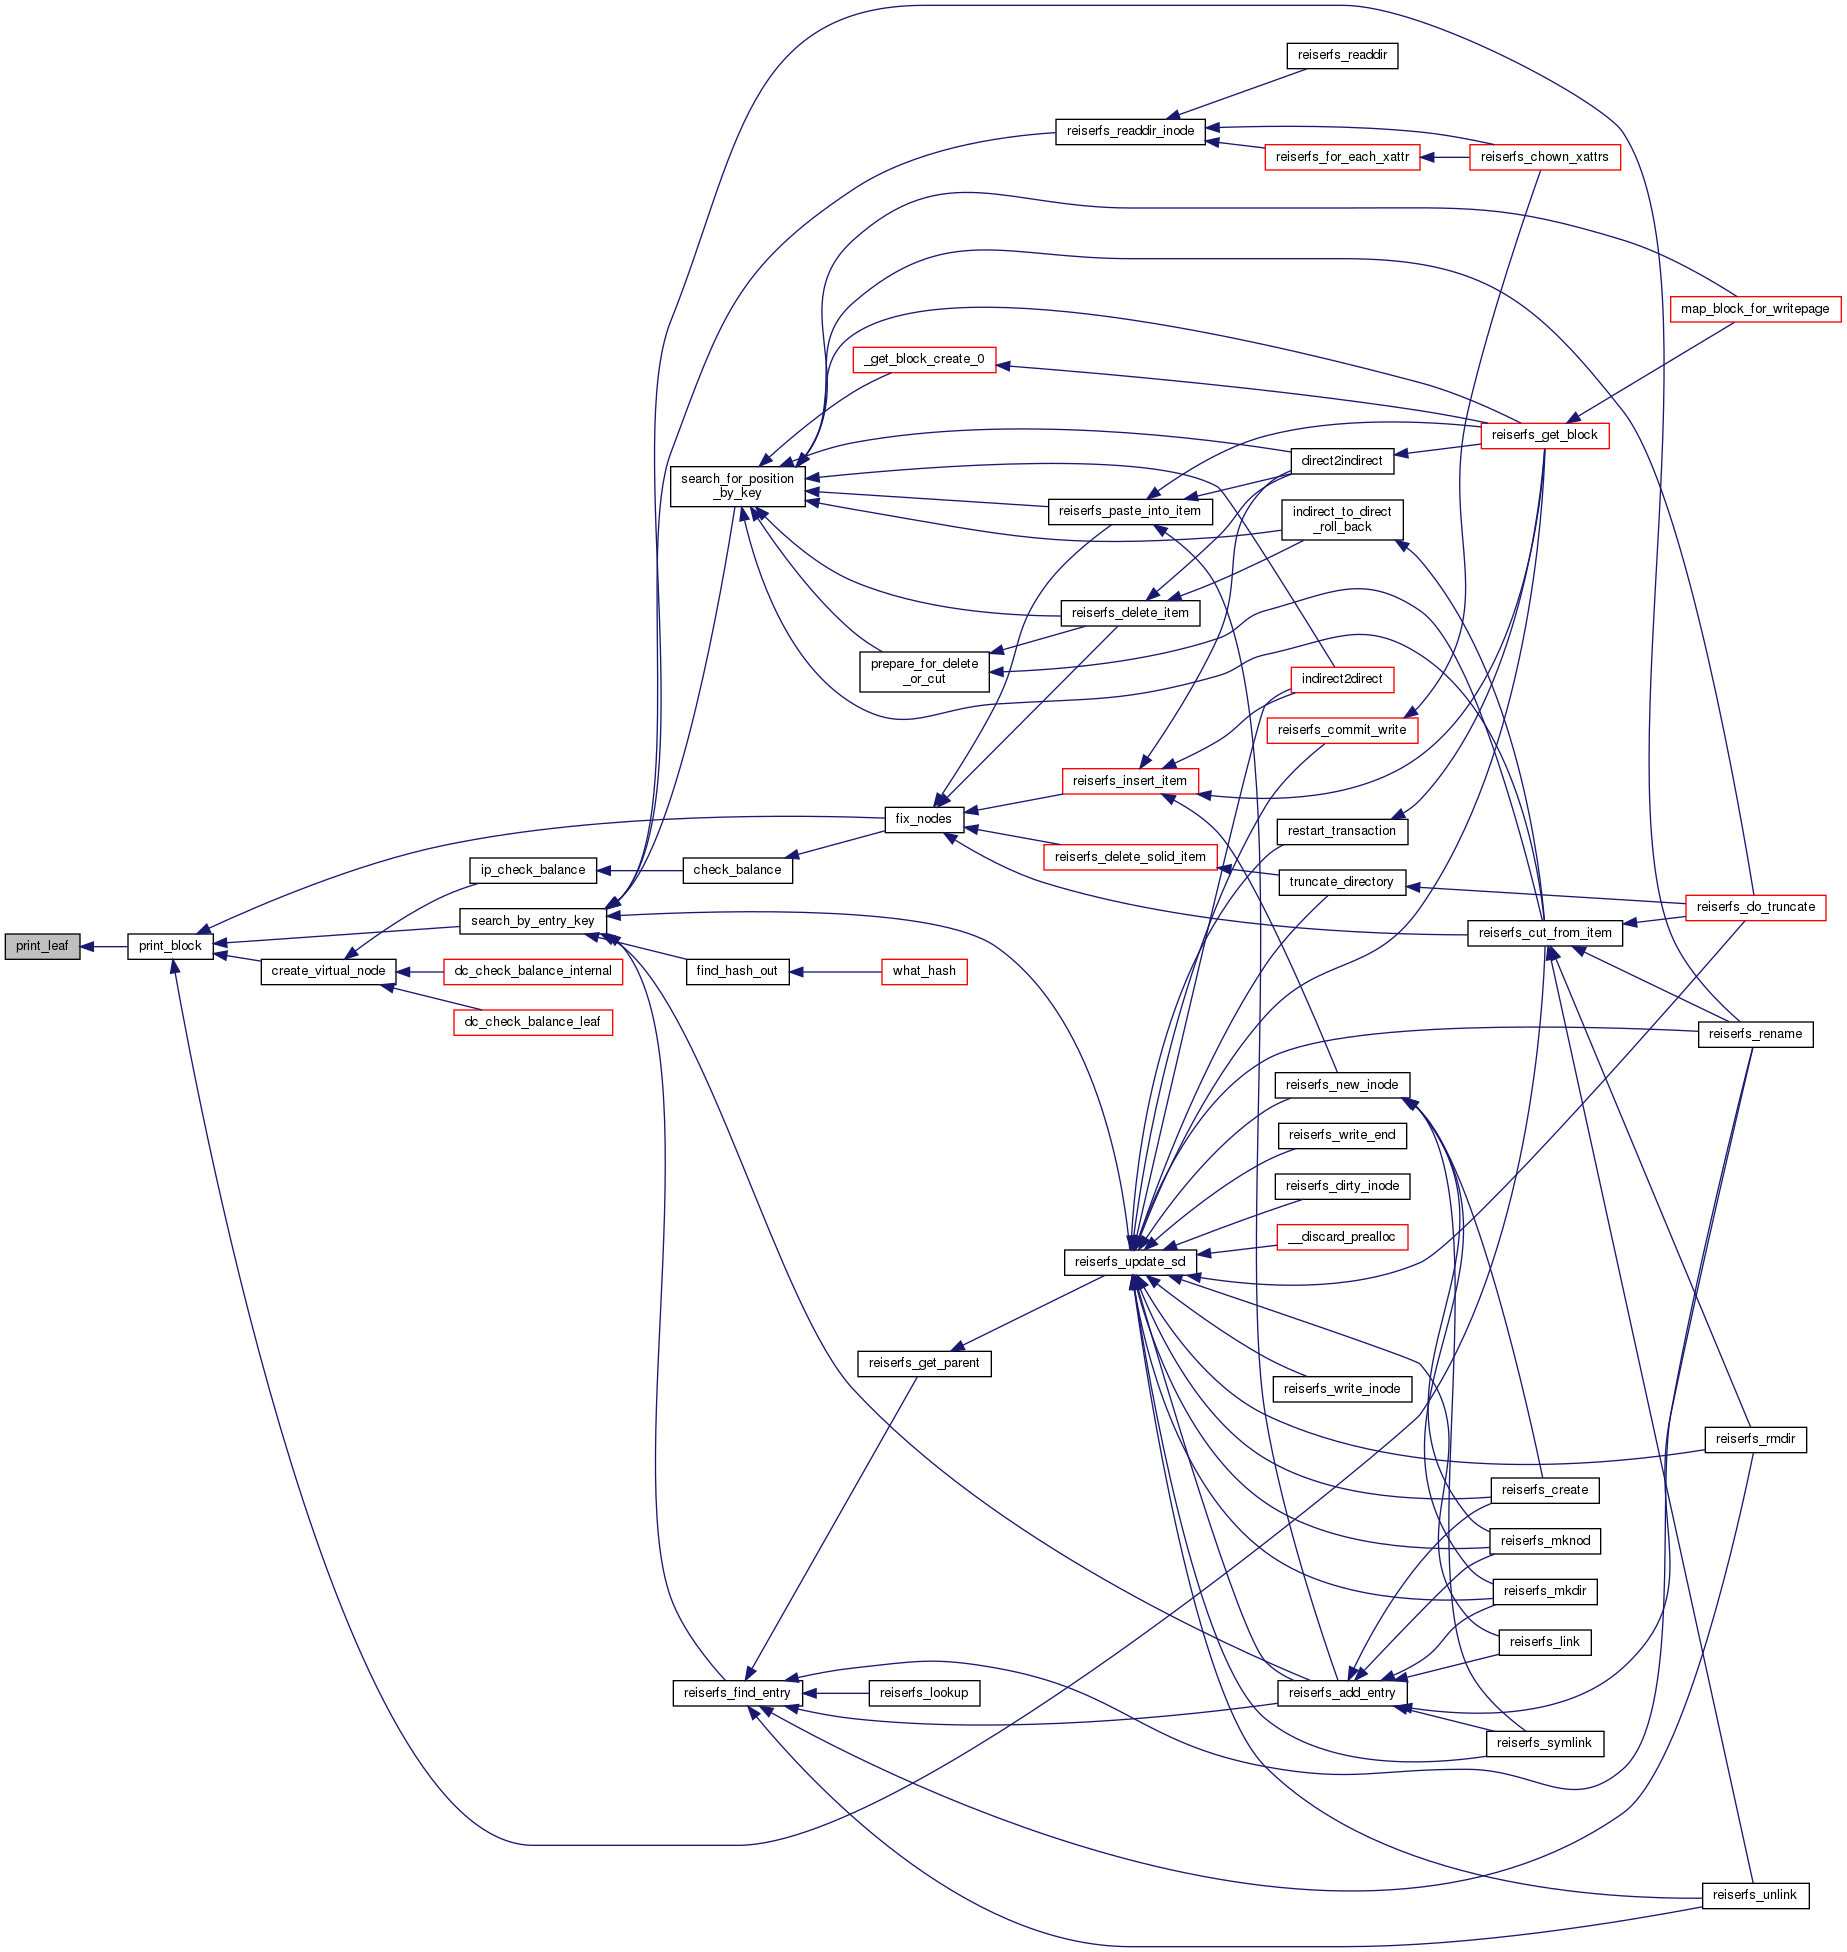 reiserfs_readdir
reiserfs_readdir_inode
reiserfs_for_each_xattr
reiserfs_chown_xattrs
map_block_for_writepage
_get_block_create_0
reiserfs_get_block
direct2indirect
search_for_position
_by_key
reiserfs_paste_into_item
indirect_to_direct
_roll_back
reiserfs_delete_item
prepare_for_delete
_or_cut
indirect2direct
reiserfs_commit_write
reiserfs_insert_item
fix_nodes
restart_transaction
reiserfs_delete_solid_item
ip_check_balance
check_balance
truncate_directory
reiserfs_do_truncate
search_by_entry_key
reiserfs_cut_from_item
print_leaf
print_block
create_virtual_node
dc_check_balance_internal
find_hash_out
what_hash
dc_check_balance_leaf
reiserfs_rename
reiserfs_new_inode
reiserfs_write_end
reiserfs_dirty_inode
__discard_prealloc
reiserfs_update_sd
reiserfs_get_parent
reiserfs_write_inode
reiserfs_rmdir
reiserfs_create
reiserfs_mknod
reiserfs_mkdir
reiserfs_link
reiserfs_find_entry
reiserfs_lookup
reiserfs_add_entry
reiserfs_symlink
reiserfs_unlink